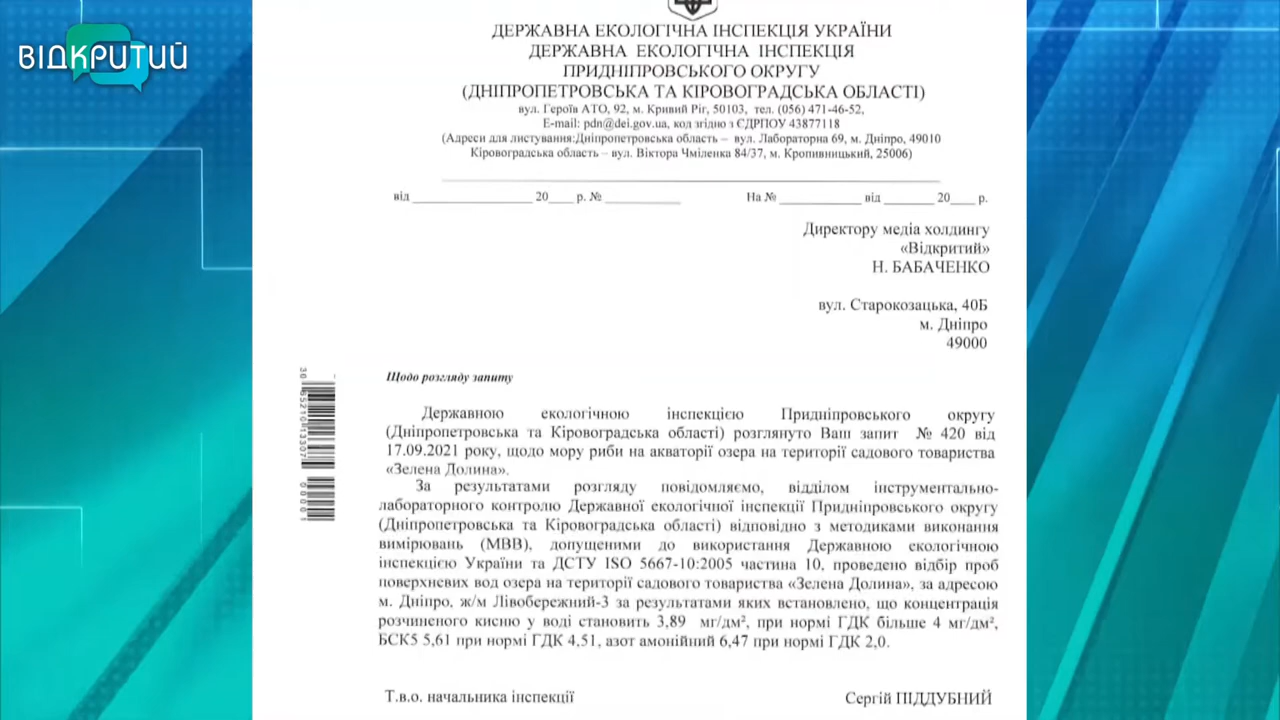 ВІДКРИТИЙ
ДЕРЖАВНА ЕКОЛОГІЧНА ІНСПЕКЦІЯ УКРАЇНИ
ДЕРЖАВНА ЕКОЛОГІЧНА ІНСПЕКЦІЯ
ПРИДНІПРОВСЬКОГО ОКРУГУ
(ДНІПРОПЕТРОВСЬКА ТА КІРОВОГРАДСЬКА ОБЛАСТІ)
вул. Героїв АТО, 92, м. Кривий Ріг, 50103, тел. (056) 471-46-52,
E-mail: pdn@dei.gov.ua, код згідно з ЄДРПОУ 43877118
(Адреси для листування:Дніпропетровська область – вул. Лабораторна 69, м. Дніпро, 49010
Кіровоградська область – вул. Віктора Чміленка 84/37, м. Кропивницький, 25006)
від ____________________ 20____ р. № _____________ На № ______________ від ________ 20____ р.
Директору медіа холдингу
«Відкритий»
Н. БАБАЧЕНКО
вул. Старокозацька, 40Б
м. Дніпро
49000
Щодо розгляду запиту
Державною екологічною інспекцією Придніпровського округу
(Дніпропетровська та Кіровоградська області) розглянуто Ваш запит № 420 від
17.09.2021 року, щодо мору риби на акваторії озера на території садового товариства
«Зелена Долина».
За результатами розгляду повідомляємо, відділом інструментально-
лабораторного контролю Державної екологічної інспекції Придніпровського округу
(Дніпропетровська та Кіровоградська області) відповідно з методиками виконання
вимірювань (МВВ), допущеними до використання Державною екологічною
інспекцією України та ДСТУ ISO 5667-10:2005 частина 10, проведено відбір проб
поверхневих вод озера на території садового товариства «Зелена Долина», за адресою
м. Дніпро, ж/м Лівобережний-3 за результатами яких встановлено, що концентрація
розчиненого кисню у воді становить 3,89 мг/дм², при нормі ГДК більше 4 мг/дм²,
БСК5 5,61 при нормі ГДК 4,51, азот амонійний 6,47 при нормі ГДК 2,0.
Т.в.о. начальника інспекції Сергій ПІДДУБНИЙ